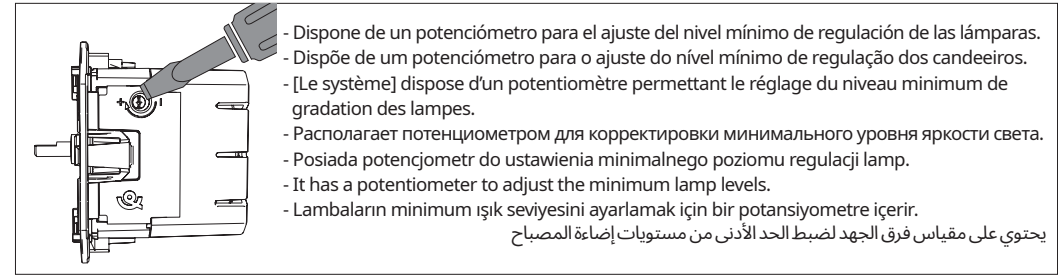 - Dispone de un potenciómetro para el ajuste del nivel mínimo de regulación de las lámparas.
- Dispõe de um potenciómetro para o ajuste do nível mínimo de regulação dos candeeiros.
- [Le système] dispose d'un potentiomètre permettant le réglage du niveau minimum de
gradation des lampes.
- Располагает потенциометром для корректировки минимального уровня яркости света.
- Posiada potencjometr do ustawienia minimalnego poziomu regulacji lamp.
- It has a potentiometer to adjust the minimum lamp levels.
- Lambaların minimum ışık seviyesini ayarlamak için bir potansiyometre içerir.
يحتوي على مقياس فرق الجهد لضبط الحد الأدنى من مستويات إضاءة المصباح
+ -